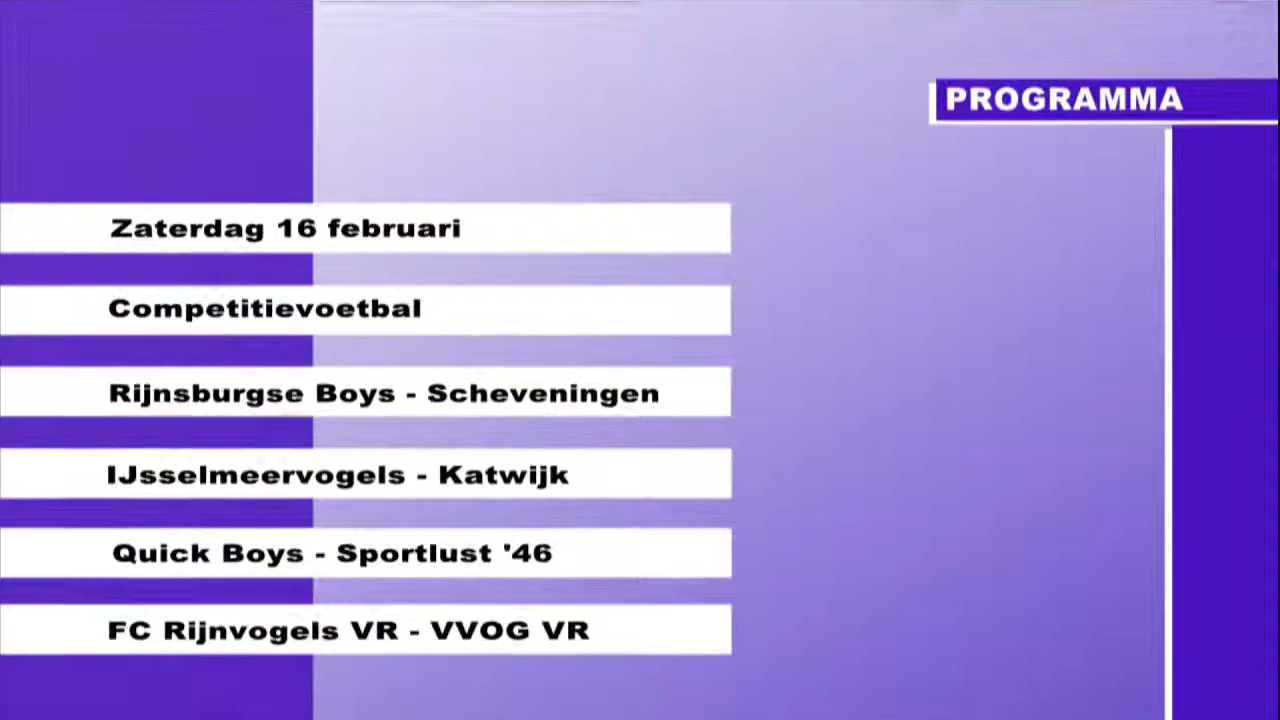 PROGRAMMA
Zaterdag 16 februari
Competitievoetbal
Rijnsburgse Boys - Scheveningen
IJsselmeervogels - Katwijk
Quick Boys - Sportlust '46
FC Rijnvogels VR - VVOG VR